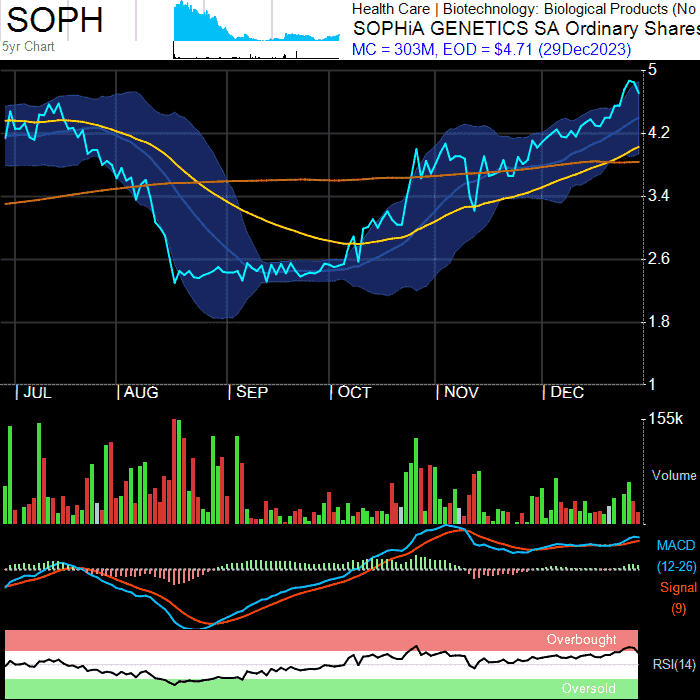 SOPH
5yr Chart
Health Care | Biotechnology: Biological Products (No
SOPHiA GENETICS SA Ordinary Shares
MC = 303M, EOD = $4.71 (29Dec2023)
5
4.2
3.4
2.6
1.8
1
JUL AUG SEP OCT NOV DEC
155k
Volume
MACD
(12-26)
Signal
(9)
Overbought
RSI(14)
Oversold